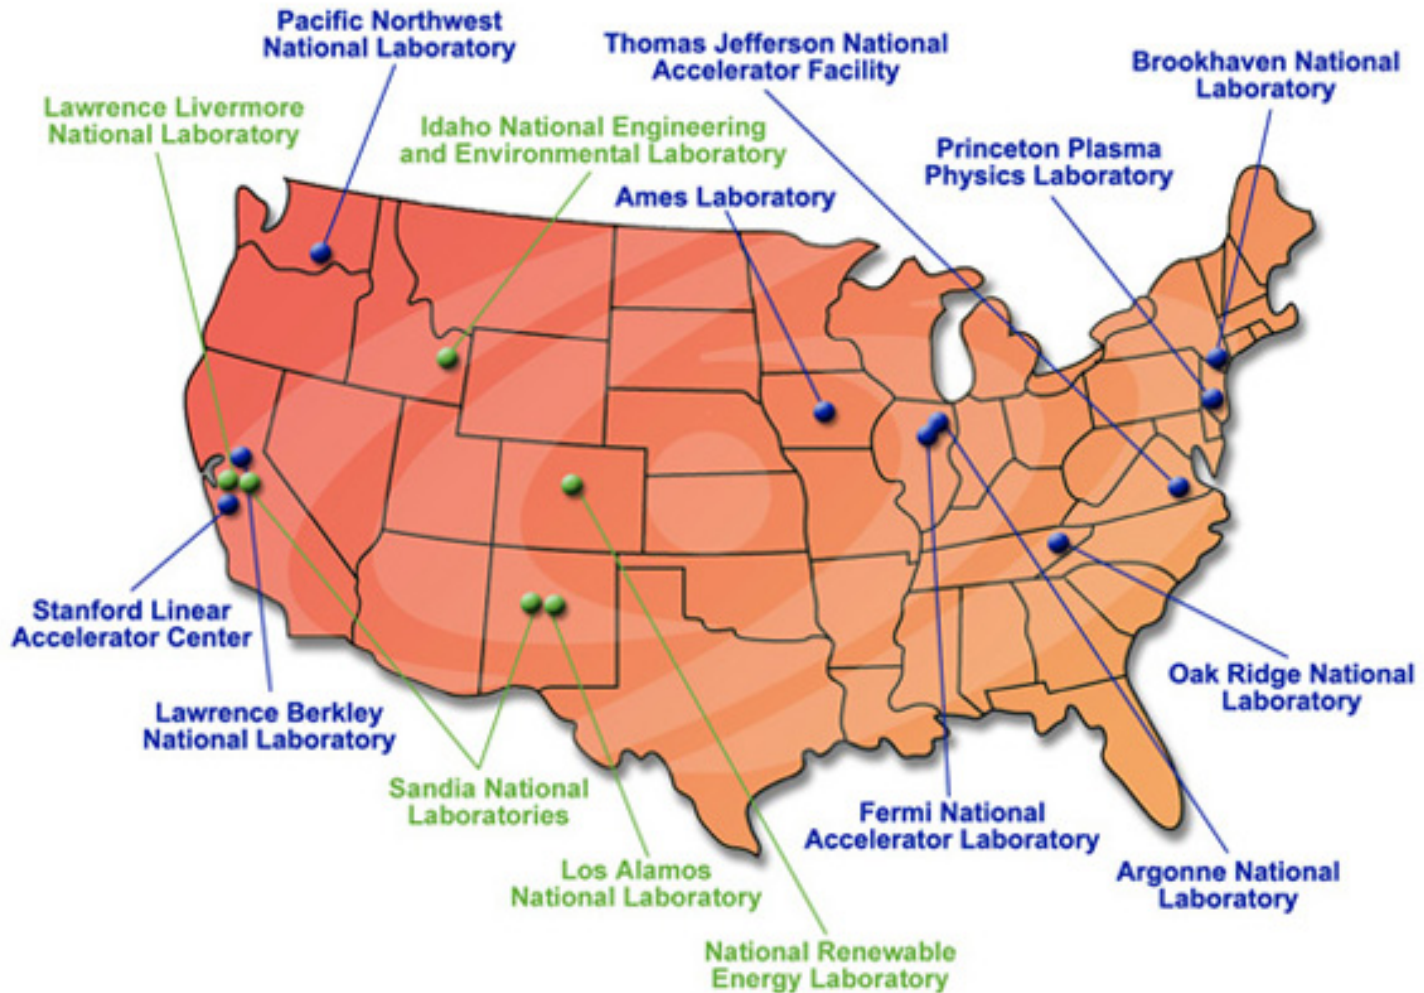 Pacific Northwest
National Laboratory
Thomas Jefferson National
Accelerator Facility
Brookhaven National
Laboratory
Lawrence Livermore
National Laboratory
Idaho National Engineering
and Environmental Laboratory
Princeton Plasma
Physics Laboratory
Ames Laboratory
Stanford Linear
Accelerator Center
Lawrence Berkley
National Laboratory
Oak Ridge National
Laboratory
Sandia National
Laboratories
Fermi National
Accelerator Laboratory
Los Alamos
National Laboratory
Argonne National
Laboratory
National Renewable
Energy Laboratory